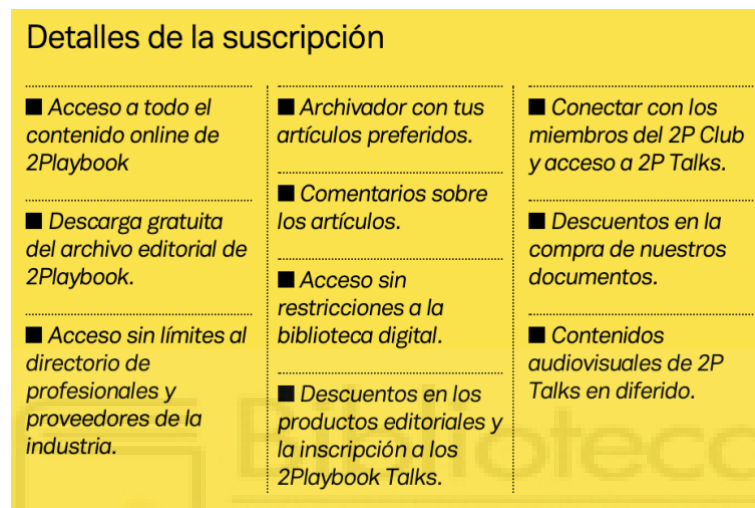 Detalles de la suscripción
■ Acceso a todo el
contenido online de
2Playbook
■ Descarga gratuita
del archivo editorial de
2Playbook.
■ Acceso sin límites al
directorio de
profesionales y
proveedores de la
industria.
■ Archivador con tus
artículos preferidos.
■ Comentarios sobre
los artículos.
■ Acceso sin
restricciones a la
biblioteca digital.
■ Descuentos en los
productos editoriales y
la inscripción a los
2Playbook Talks.
■ Conectar con los
miembros del 2P Club
y acceso a 2P Talks.
■ Descuentos en la
compra de nuestros
documentos.
■ Contenidos
audiovisuales de 2P
Talks en diferido.
Biblioteca